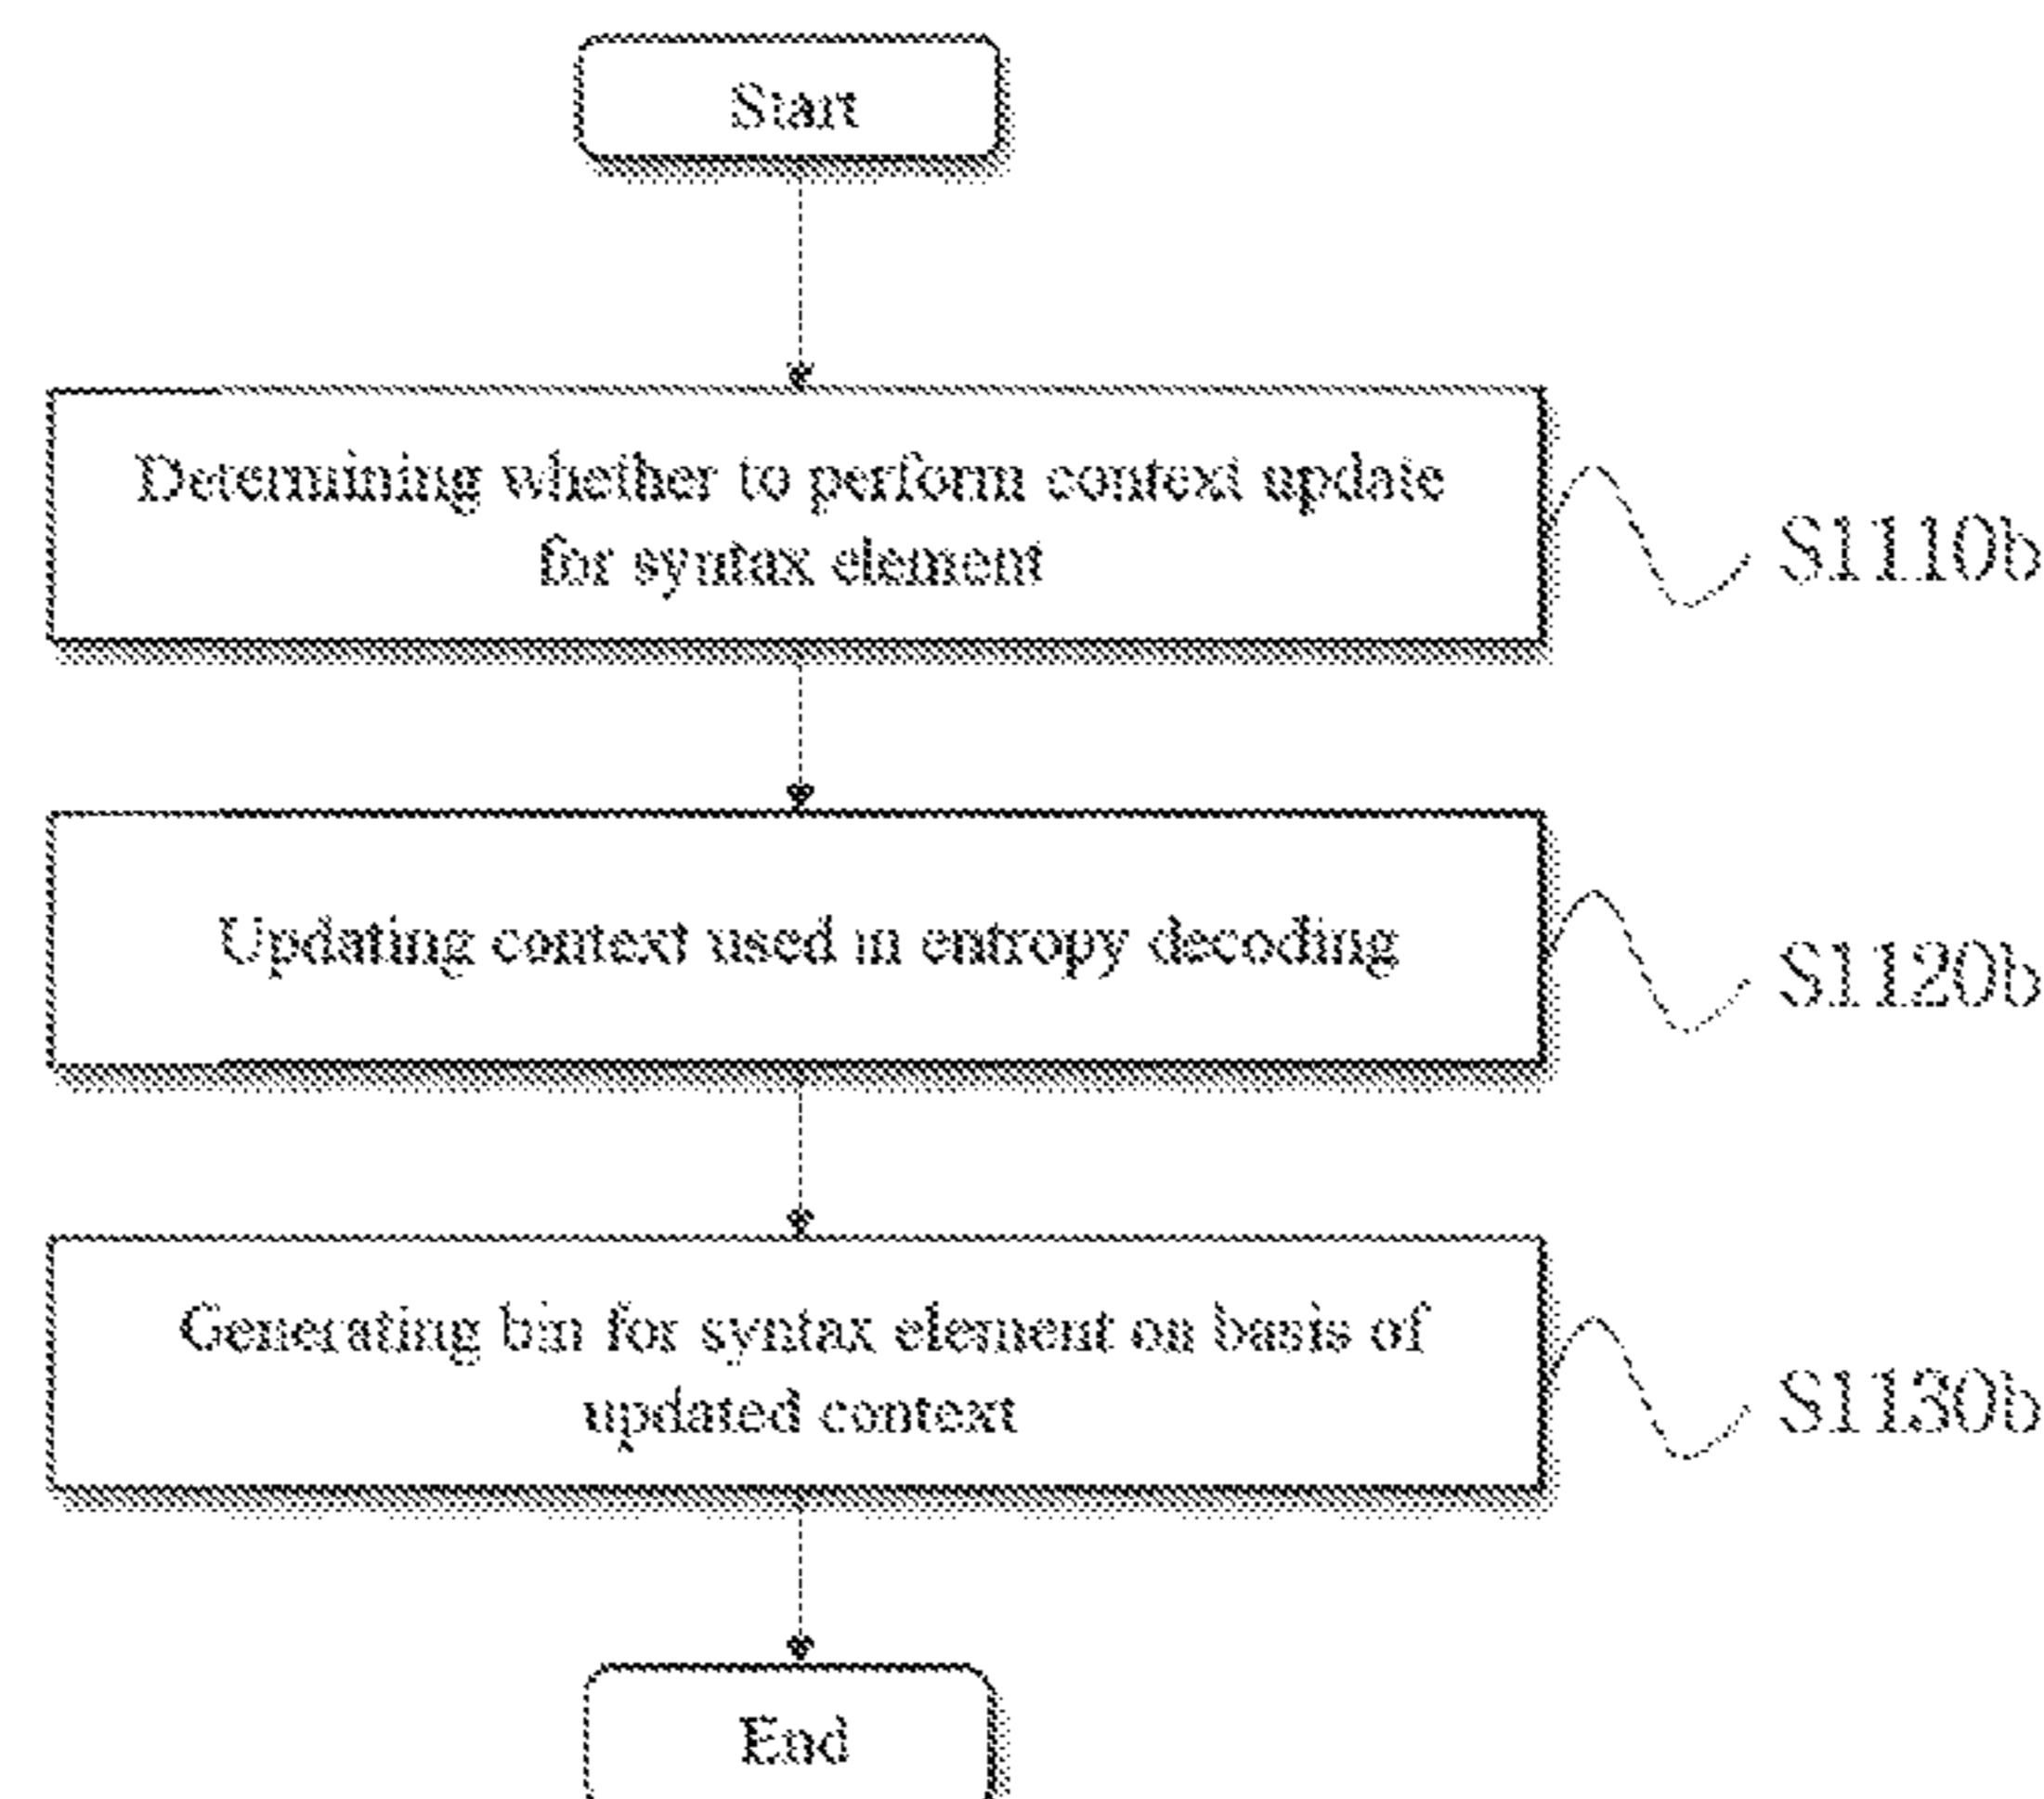 Start
Determining whether to perform context update
for syntax element
S1110b
Updating context used in entropy decoding
S1120b
Generating bin for syntax element on basis of
updated context
S1130b
End